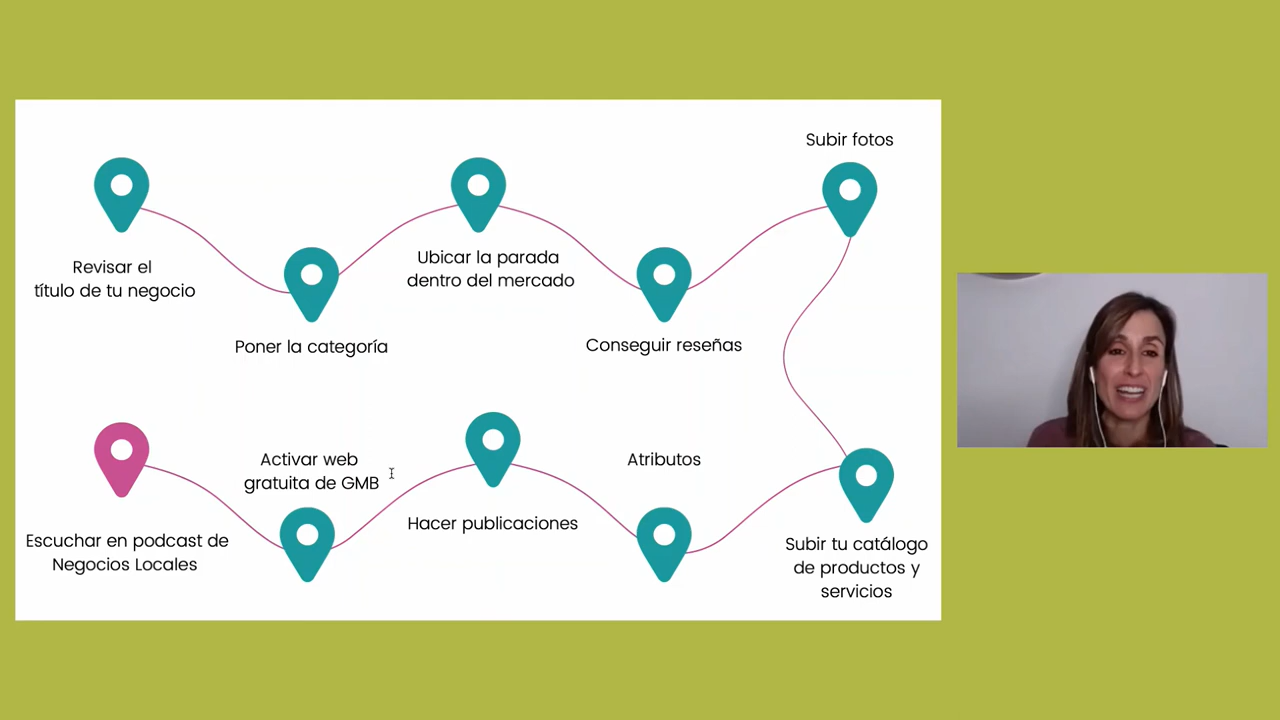 Revisar el
título de tu negocio
Poner la categoría
Ubicar la parada
dentro del mercado
Conseguir reseñas
Subir fotos
Subir tu catálogo
de productos y
servicios
Atributos
Hacer publicaciones
Activar web
gratuita de GMB
Escuchar en podcast de
Negocios Locales